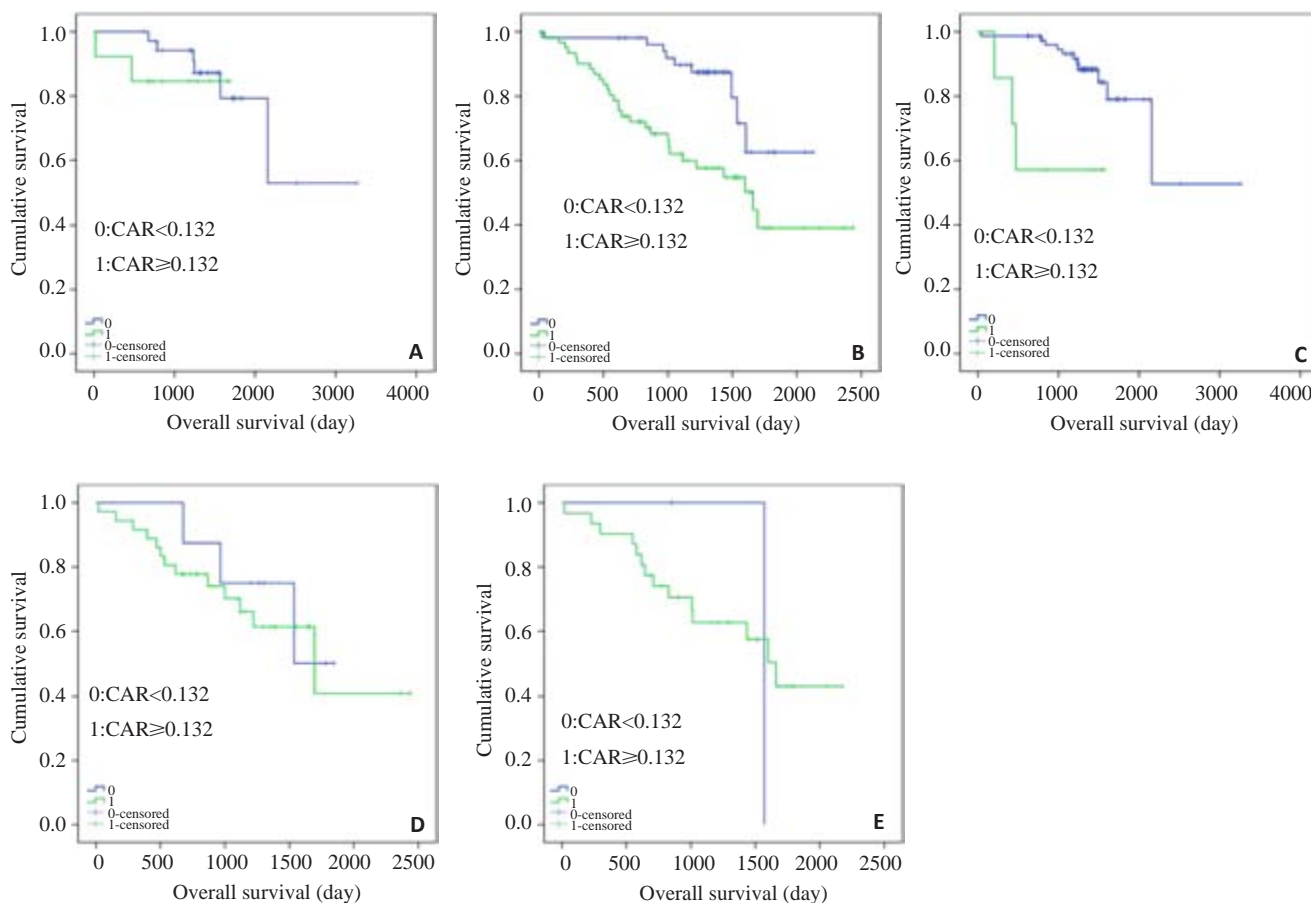 1.0
0.8
0.6
0.4
0.2
0.0
Cumulative survival
0:CAR<0.132
1:CAR≥0.132
0
1
0-censored
1-censored
A
0 1000 2000 3000 4000
Overall survival (day)
1.0
0.8
0.6
0.4
0.2
0.0
Cumulative survival
0:CAR<0.132
1:CAR≥0.132
0
1
0-censored
1-censored
B
0 500 1000 1500 2000 2500
Overall survival (day)
1.0
0.8
0.6
0.4
0.2
0.0
Cumulative survival
0:CAR<0.132
1:CAR≥0.132
0
1
0-censored
1-censored
C
0 1000 2000 3000 4000
Overall survival (day)
1.0
0.8
0.6
0.4
0.2
0.0
Cumulative survival
0:CAR<0.132
1:CAR≥0.132
0
1
0-censored
1-censored
D
0 500 1000 1500 2000 2500
Overall survival (day)
1.0
0.8
0.6
0.4
0.2
0.0
Cumulative survival
0:CAR<0.132
1:CAR≥0.132
0
1
0-censored
1-censored
E
0 500 1000 1500 2000 2500
Overall survival (day)